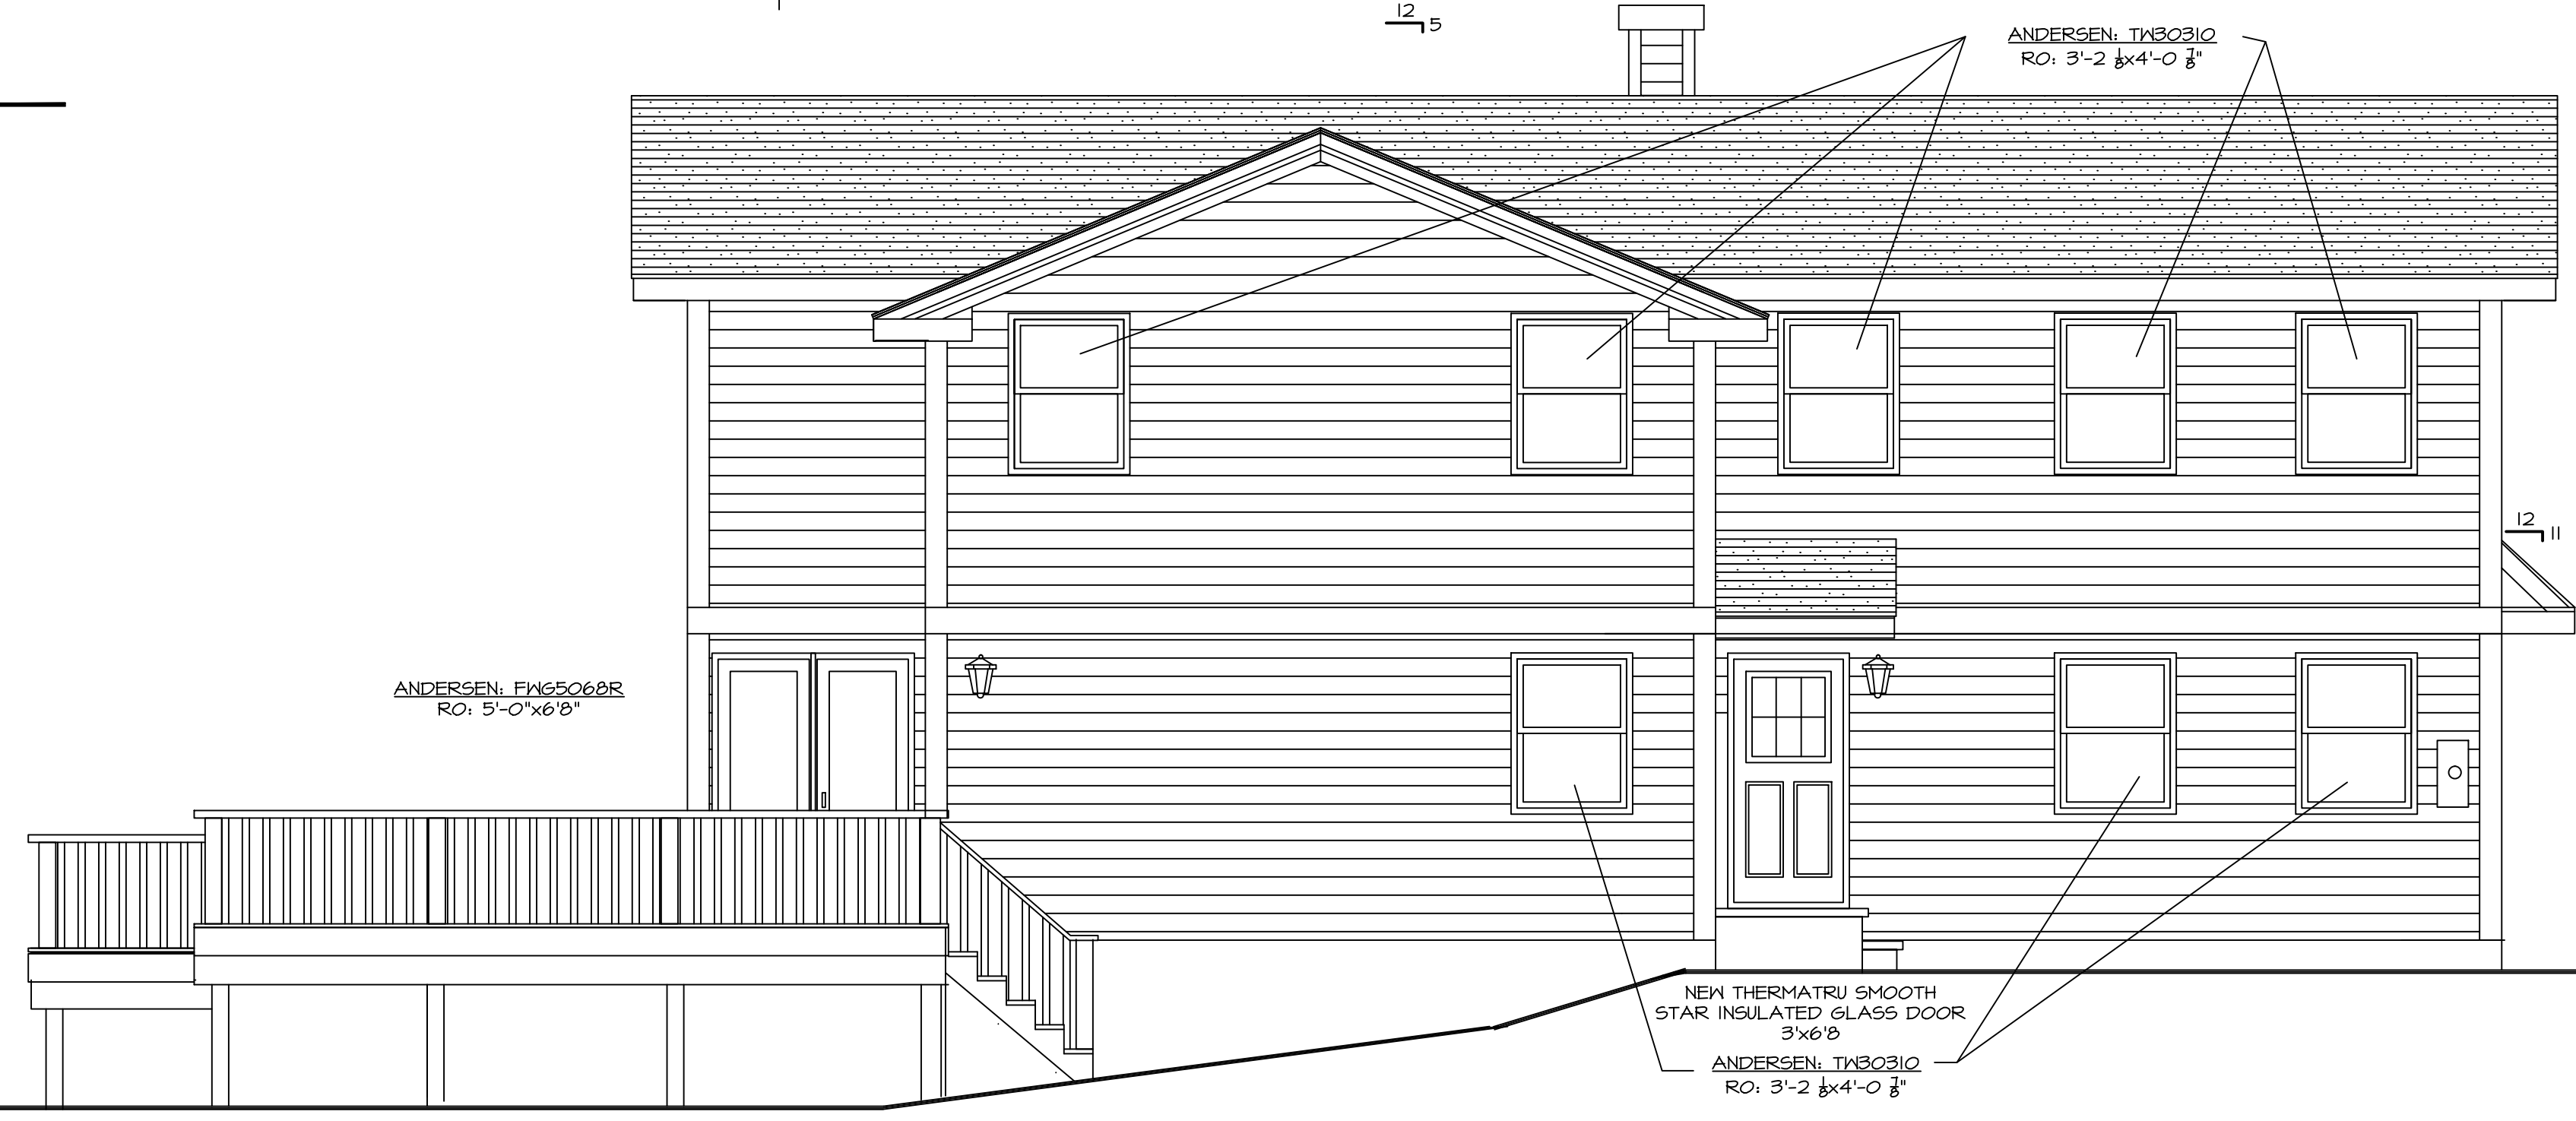 12
5
ANDERSEN: TW30310
RO: 3'-2 1/8x4'-0 7/8"
12
11
ANDERSEN: FWG5068R
RO: 5'-0"x6'8"
NEW THERMATRU SMOOTH
STAR INSULATED GLASS DOOR
3'x6'8
ANDERSEN: TW30310
RO: 3'-2 1/8x4'-0 7/8"